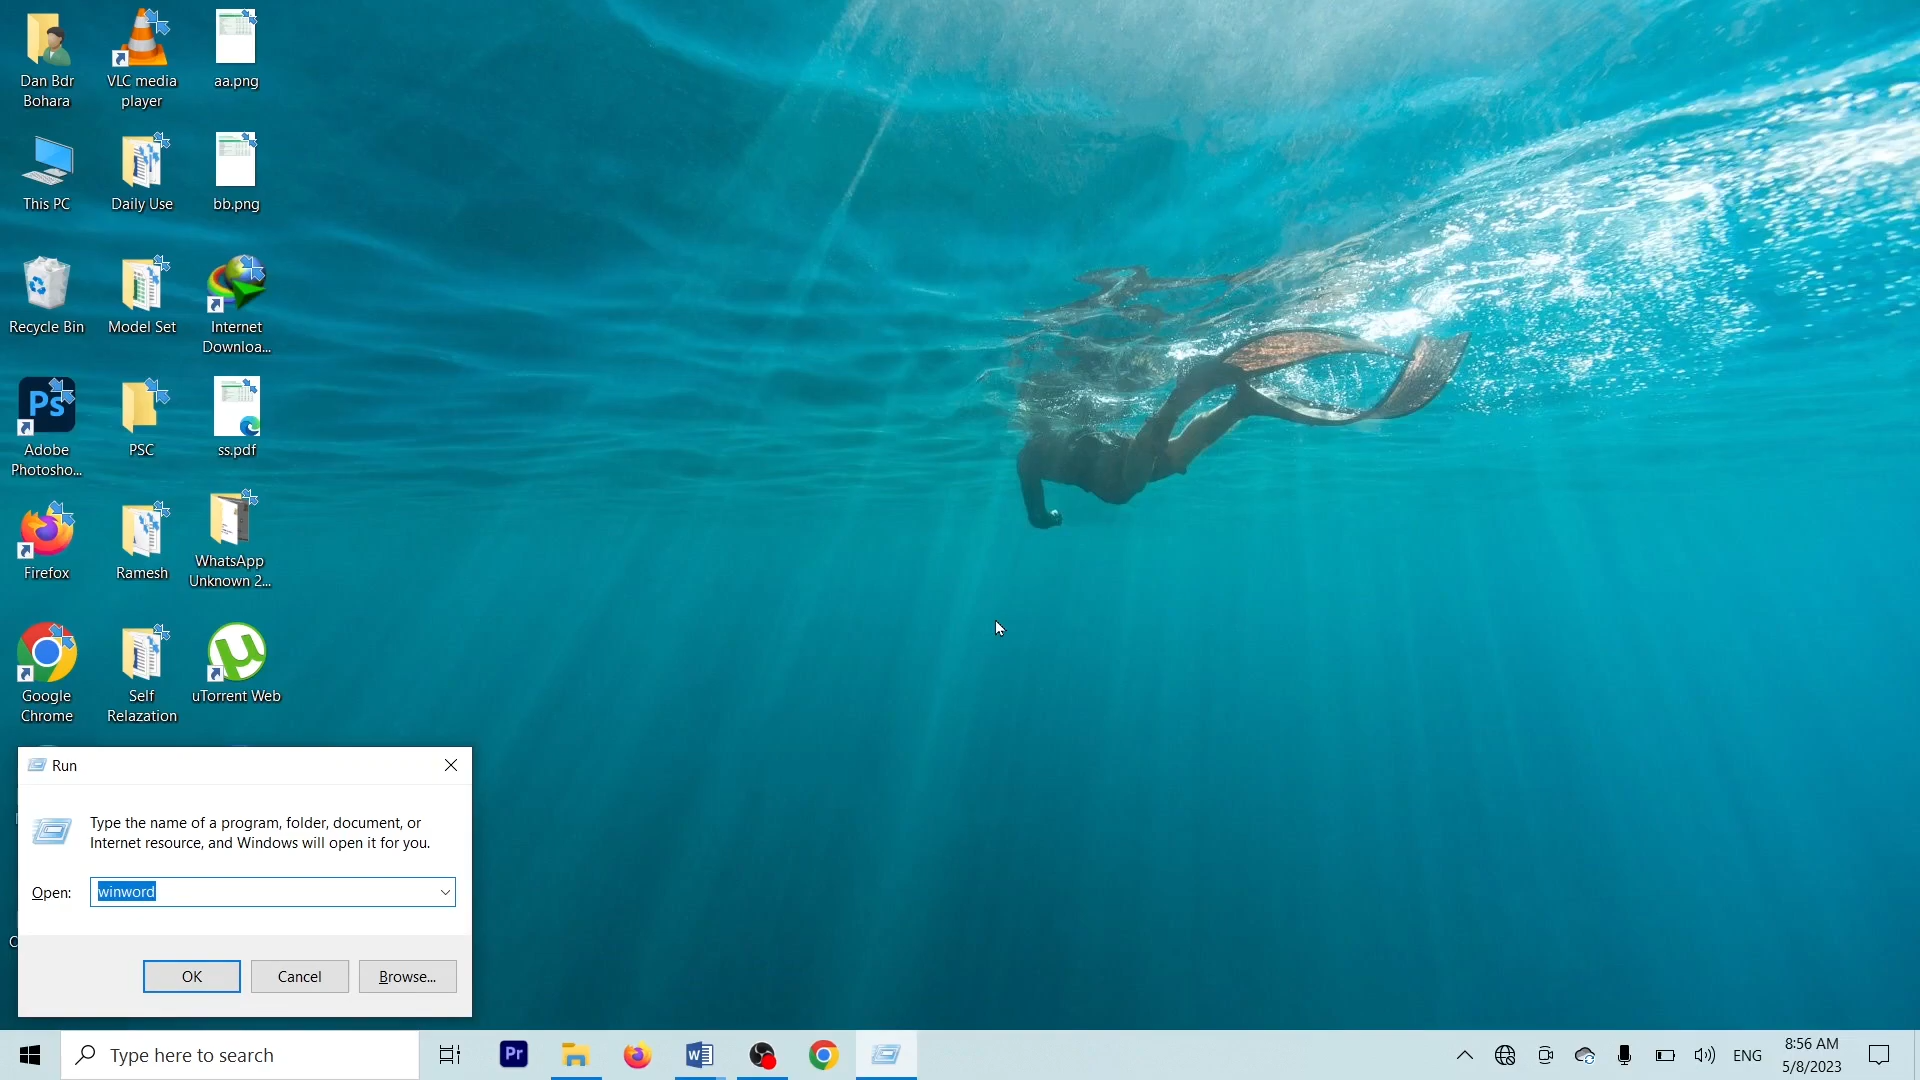 Dan Bdr
Bohara
VLC media
player
aa.png
This PC
Daily Use
bb.png
Recycle Bin
Model Set
Internet
Downloa...
Ps
Adobe
Photosho...
PSC
ss.pdf
Firefox
Ramesh
WhatsApp
Unknown 2...
Google
Chrome
Self
Relazation
µ
uTorrent Web
Run
Type the name of a program, folder, document, or
Internet resource, and Windows will open it for you.
Open:
winword
OK
Cancel
Browse...
Type here to search
Pr
W
ENG
8:56 AM
5/8/2023